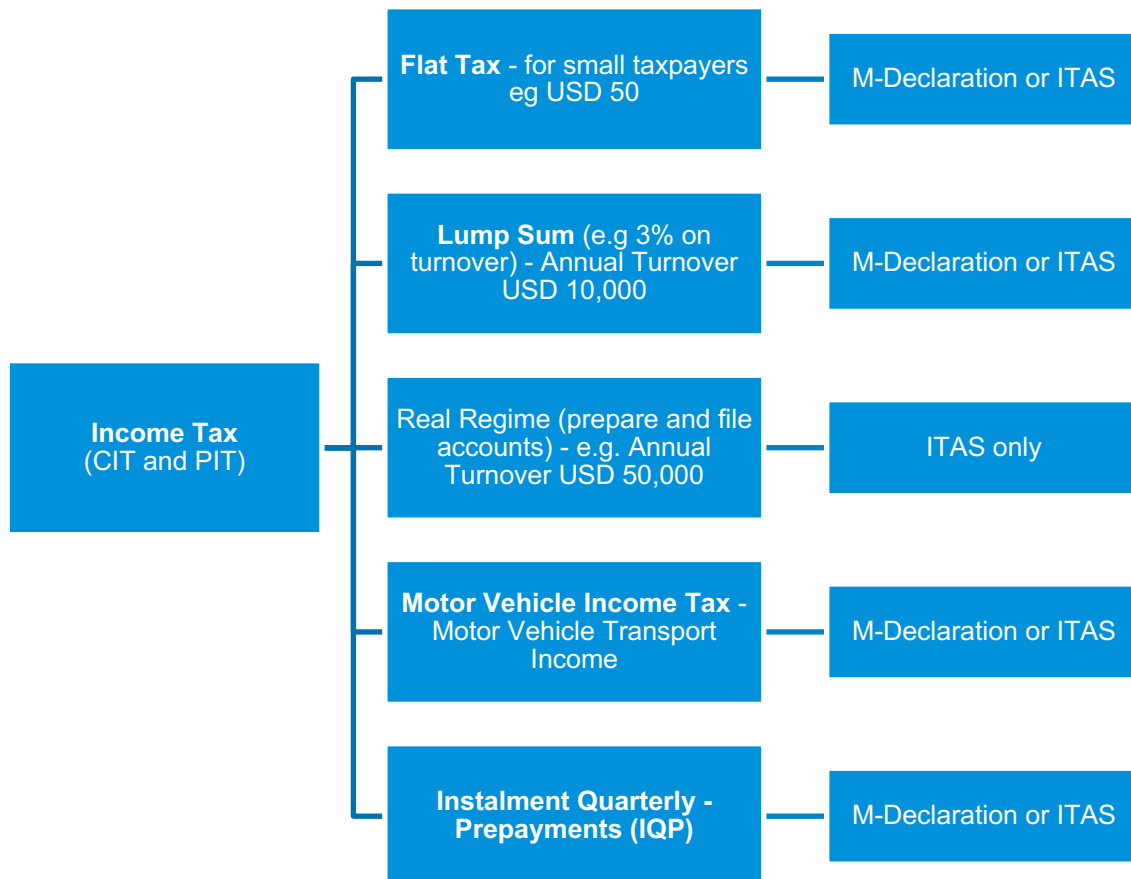 Flat Tax - for small taxpayers
eg USD 50
M-Declaration or ITAS
Lump Sum (e.g 3% on
turnover) - Annual Turnover
USD 10,000
M-Declaration or ITAS
Income Tax
(CIT and PIT)
Real Regime (prepare and file
accounts) - e.g. Annual
Turnover USD 50,000
ITAS only
Motor Vehicle Income Tax -
Motor Vehicle Transport
Income
M-Declaration or ITAS
Instalment Quarterly -
Prepayments (IQP)
M-Declaration or ITAS